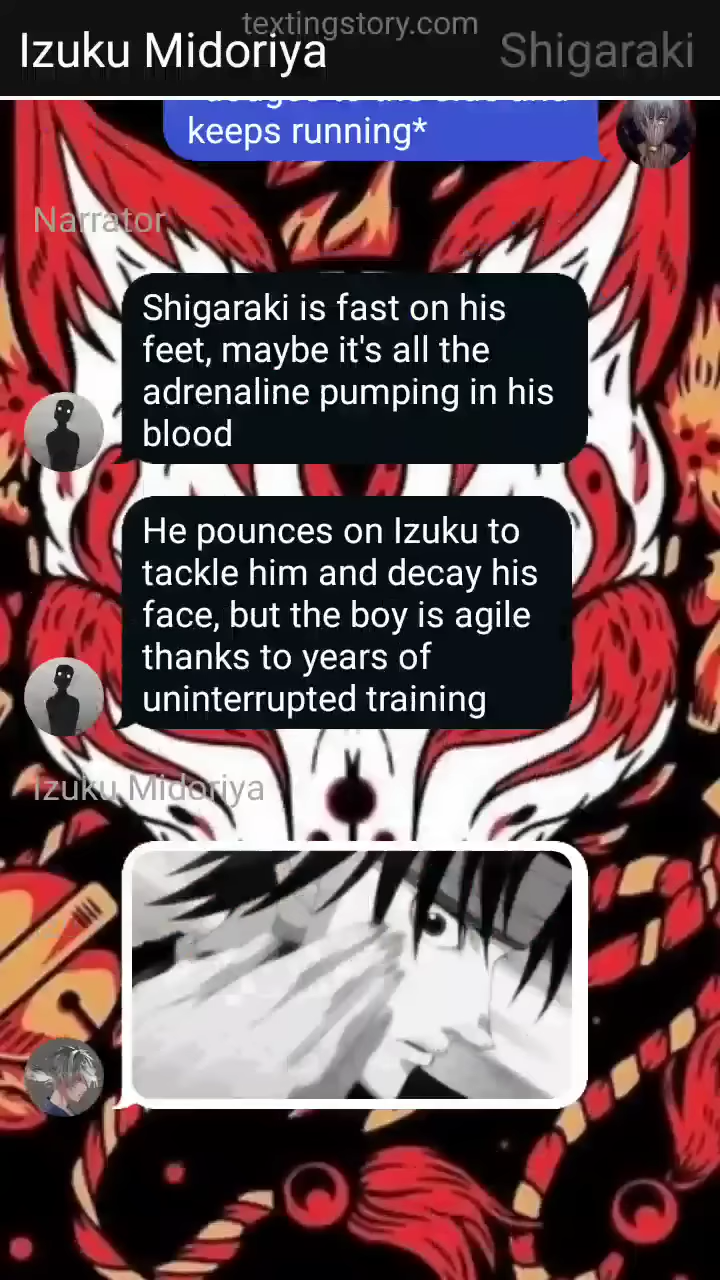 textingstory.com
Izuku Midoriya
Shigaraki
keeps running*
Narrator
Shigaraki is fast on his
feet, maybe it's all the
adrenaline pumping in his
blood
He pounces on Izuku to
tackle him and decay his
face, but the boy is agile
thanks to years of
uninterrupted training
Izuku Midoriya